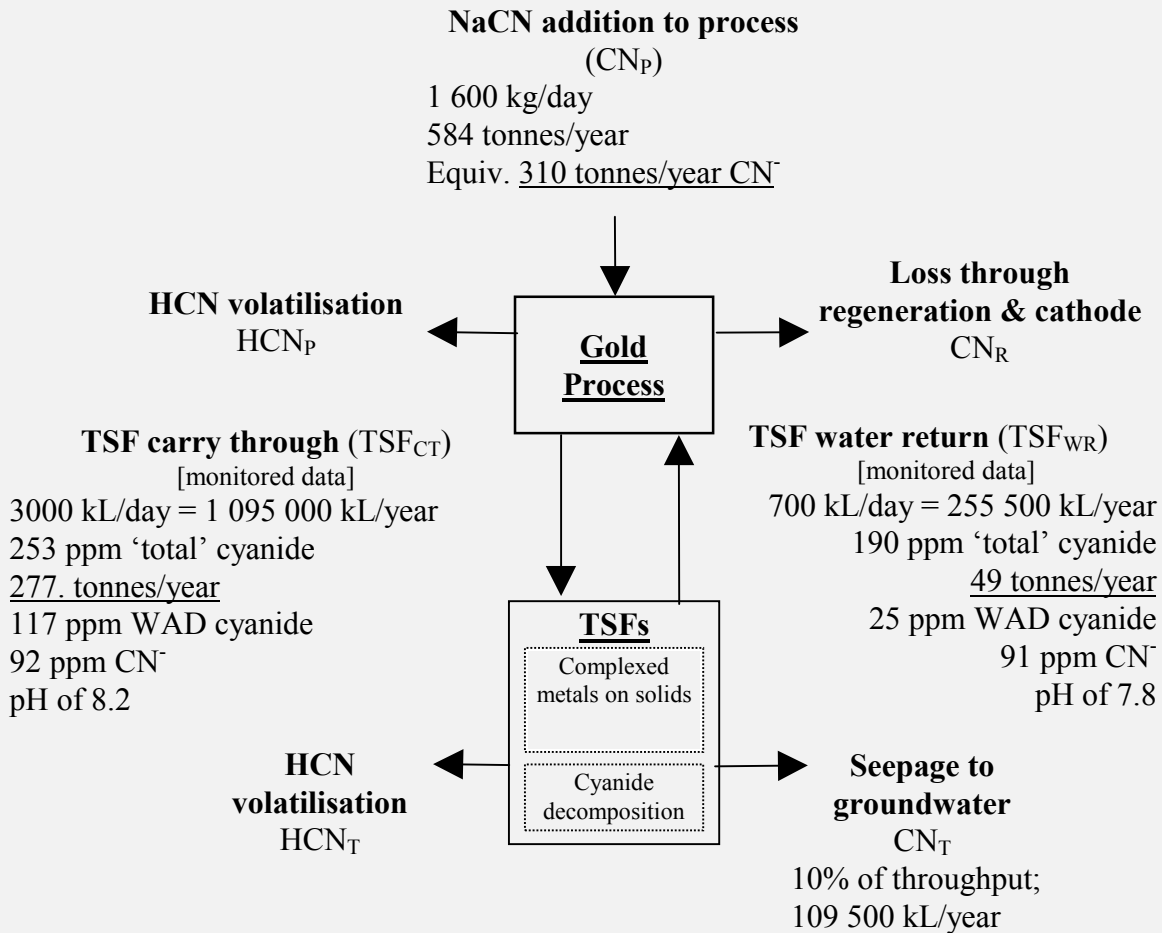 NaCN addition to process
(CNP)
1 600 kg/day
584 tonnes/year
Equiv. 310 tonnes/year CN-
HCN volatilisation
HCNP
Loss through
regeneration & cathode
CNR
Gold
Process
TSF carry through (TSFCT)
[monitored data]
3000 kL/day = 1 095 000 kL/year
253 ppm ‘total’ cyanide
277. tonnes/year
117 ppm WAD cyanide
92 ppm CN-
pH of 8.2
TSF water return (TSFWR)
[monitored data]
700 kL/day = 255 500 kL/year
190 ppm ‘total’ cyanide
49 tonnes/year
25 ppm WAD cyanide
91 ppm CN-
pH of 7.8
TSFs
Complexed
metals on solids
Cyanide
decomposition
HCN
volatilisation
HCNT
Seepage to
groundwater
CNT
10% of throughput;
109 500 kL/year